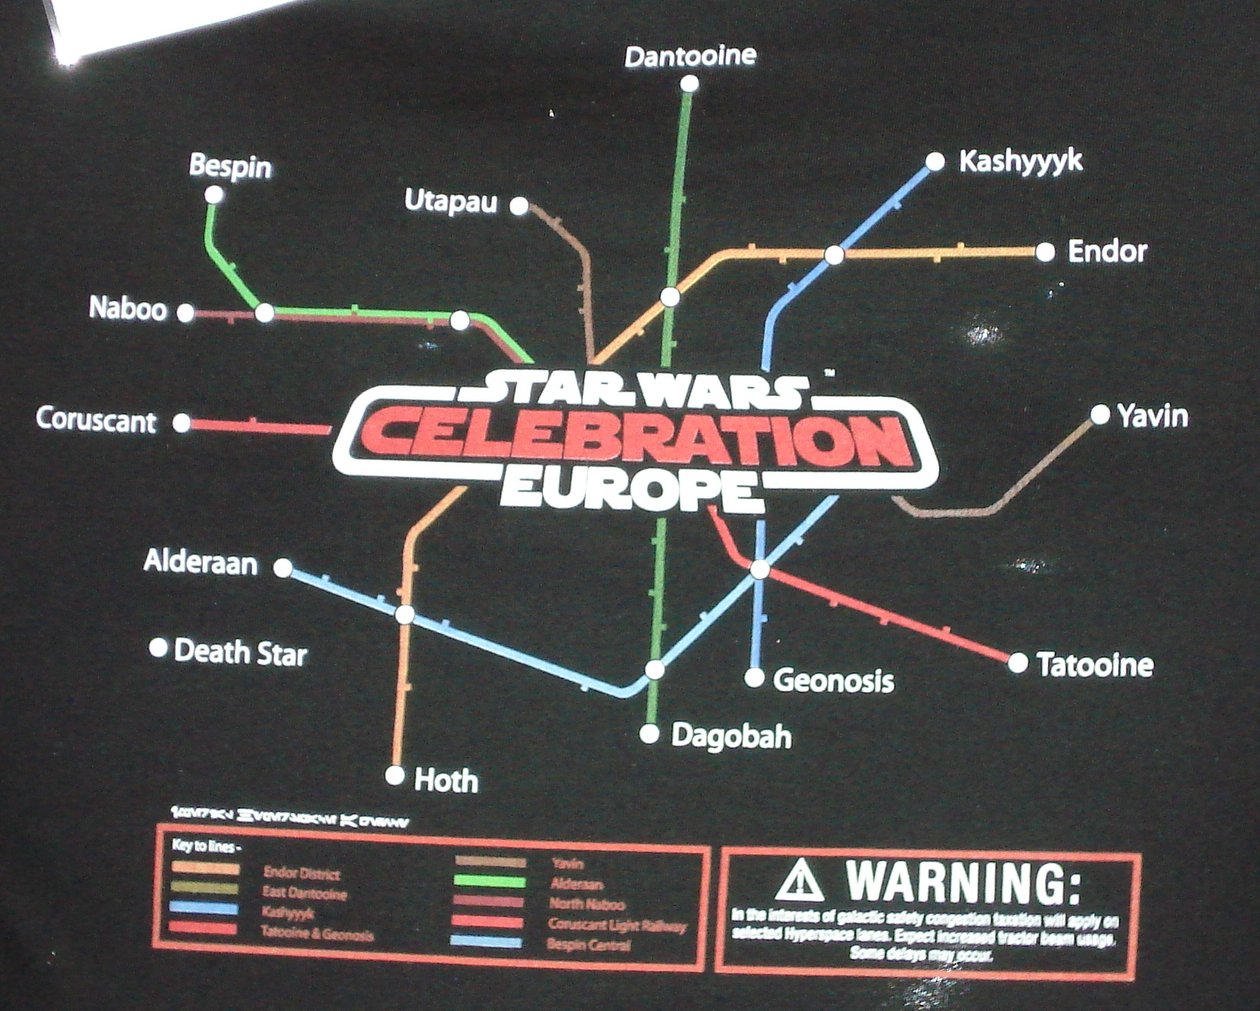 Dantooine
Kashyyyk
Bespin
Utapau
Endor
Naboo
STAR WARS ™
CELEBRATION
EUROPE
Coruscant
Yavin
Alderaan
Death Star
Geonosis
Tatooine
Dagobah
Hoth
Key to lines -
Endor District
East Dantooine
Kashyyyk
Tatooine & Geonosis
Yavin
Alderaan
North Naboo
Coruscant Light Railway
Bespin Central
WARNING:
In the interests of galactic safety congestion taxation will apply on
selected Hyperspace lanes. Expect increased tractor beam usage.
Some delays may occur.